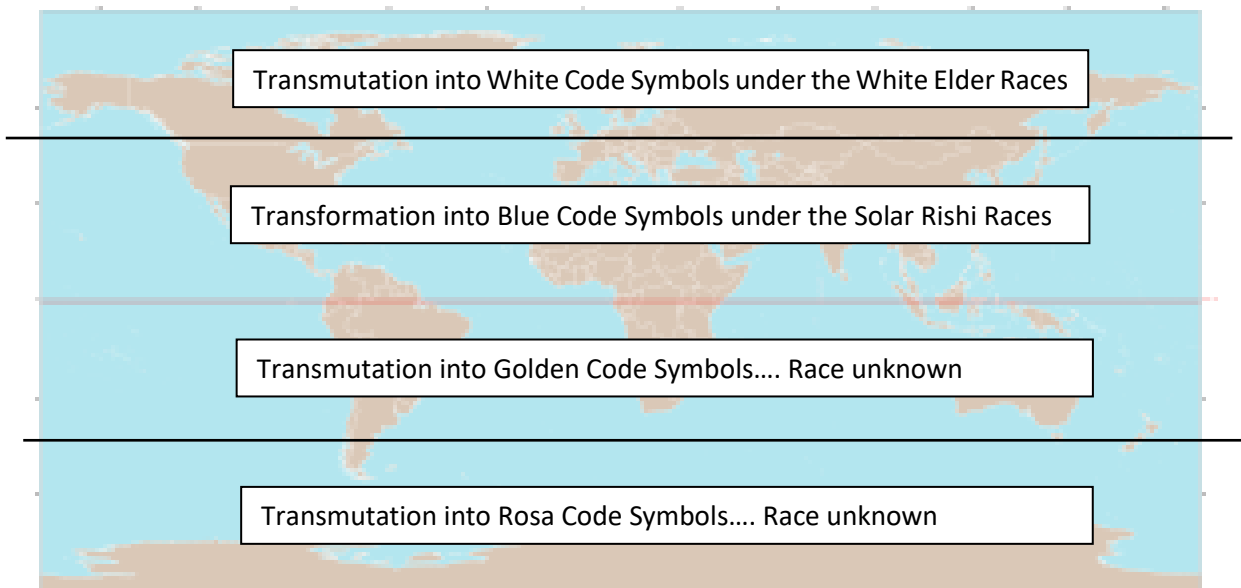 Transmutation into White Code Symbols under the White Elder Races
Transformation into Blue Code Symbols under the Solar Rishi Races
Transmutation into Golden Code Symbols…. Race unknown
Transmutation into Rosa Code Symbols…. Race unknown